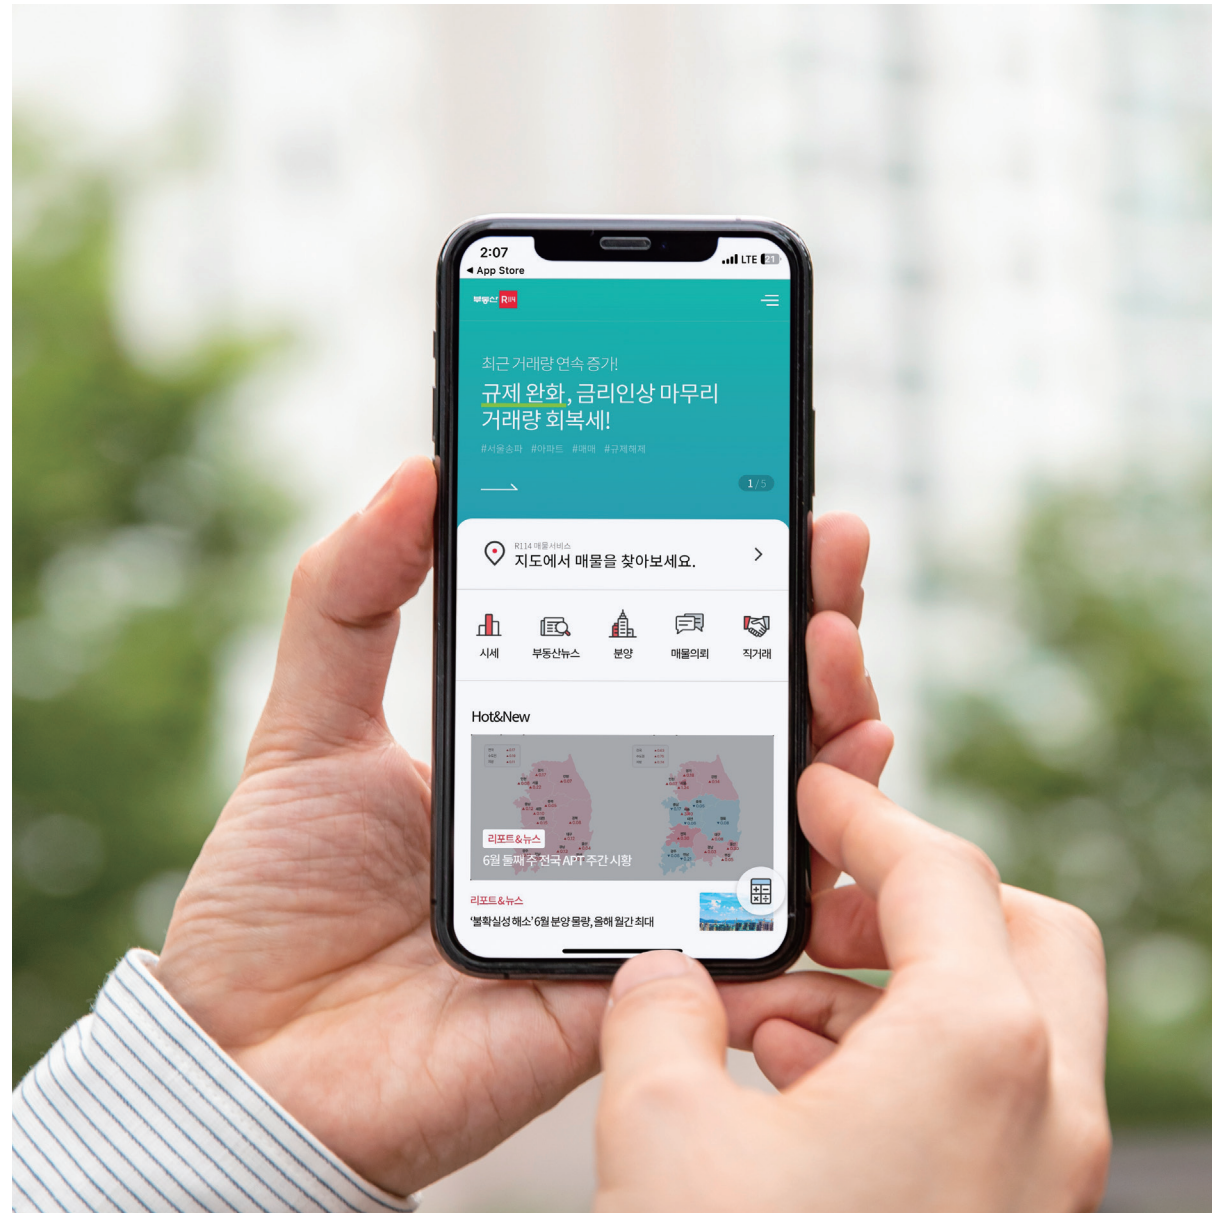 2:07
LTE 21
◀ App Store
부동산 R114
최근 거래량 연속 증가!
규제 완화, 금리인상 마무리
거래량 회복세!
#서울송파 #아파트 #매매 #규제해제
1/5
R114 매물서비스
지도에서 매물을 찾아보세요.
시세 부동산뉴스 분양 매물의뢰 직거래
Hot&New
리포트&뉴스
6월 둘째 주 전국 APT 주간 시황
리포트&뉴스
‘불확실성 해소’ 6월 분양 물량, 올해 월간 최대